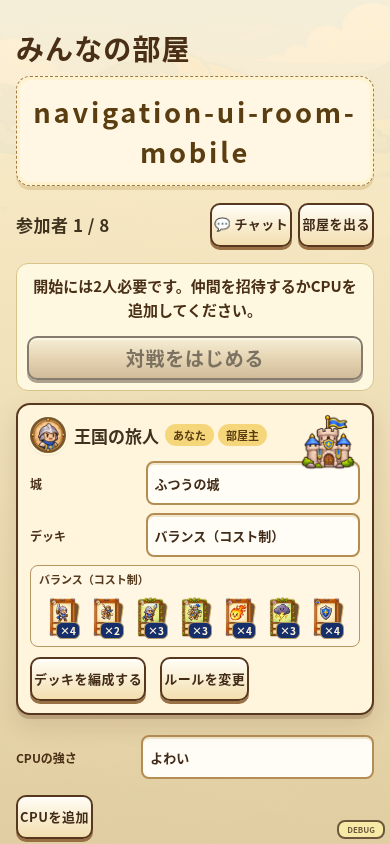 みんなの部屋
navigation-ui-room-
mobile
参加者 1 / 8
💬 チャット
部屋を出る
開始には2人必要です。仲間を招待するかCPUを
追加してください。
対戦をはじめる
王国の旅人
あなた
部屋主
城
ふつうの城
デッキ
バランス（コスト制）
バランス（コスト制）
×4
×2
×3
×3
×4
×3
×4
デッキを編成する
ルールを変更
CPUの強さ
よわい
CPUを追加
DEBUG